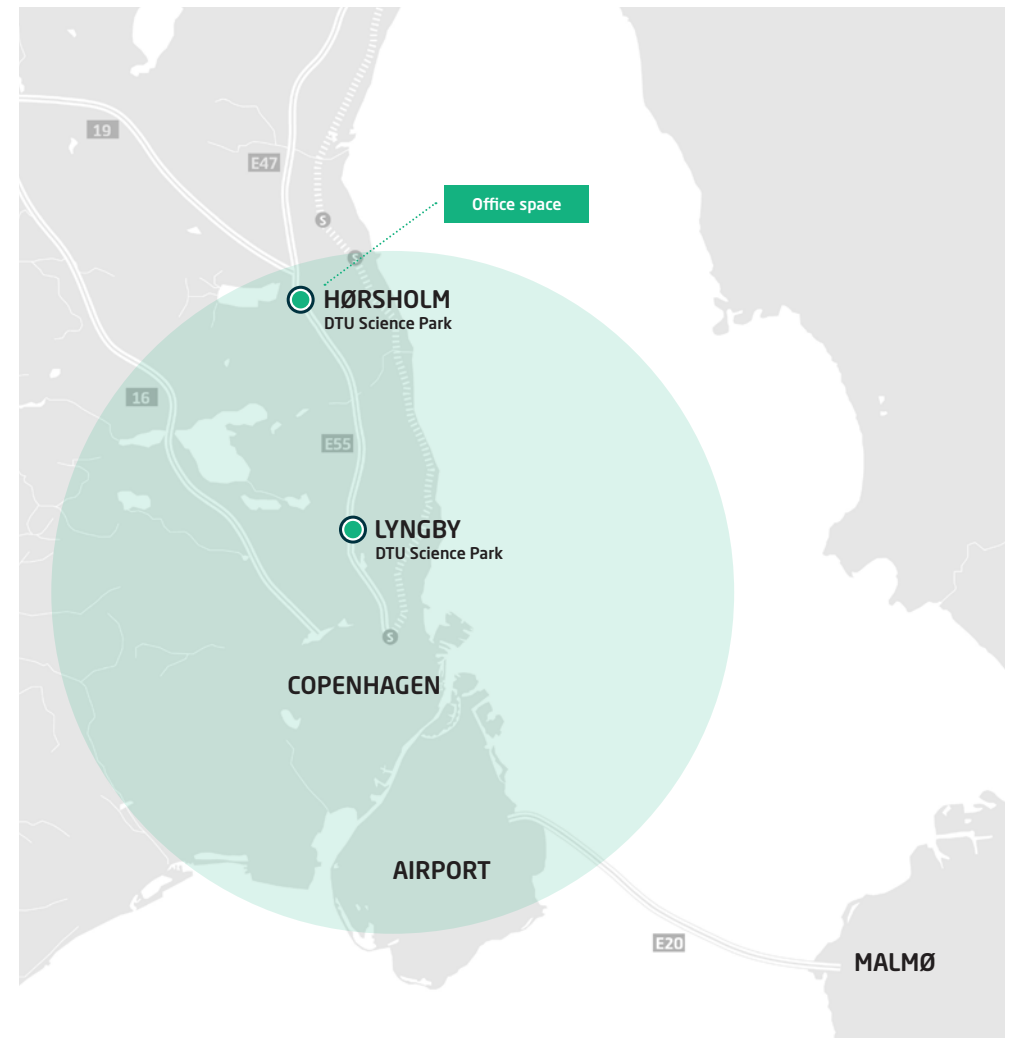 19
E47
S
Office space
S
HØRSHOLM
DTU Science Park
16
E55
LYNGBY
DTU Science Park
S
COPENHAGEN
AIRPORT
E20
MALMØ